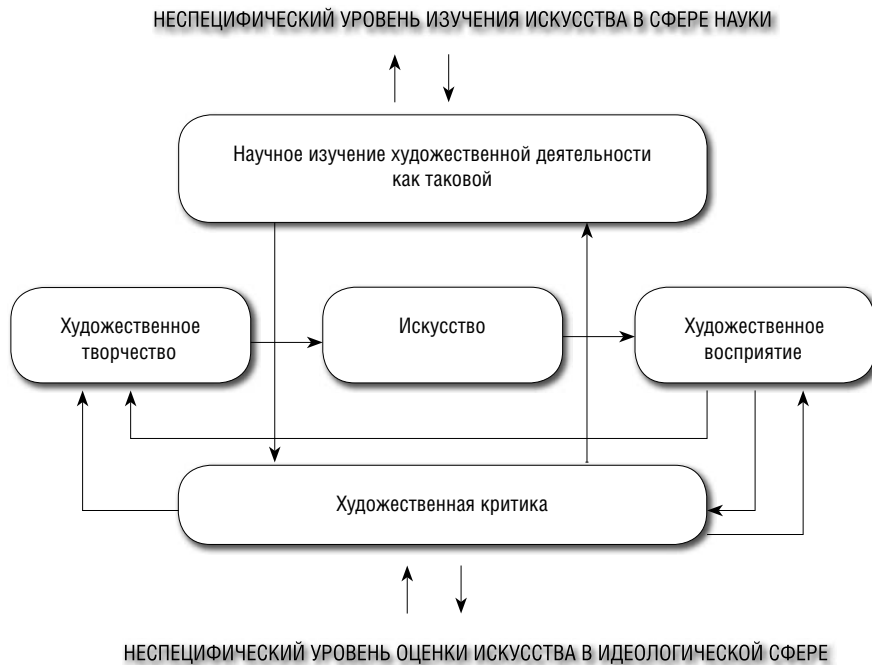 НЕСПЕЦИФИЧЕСКИЙ УРОВЕНЬ ИЗУЧЕНИЯ ИСКУССТВА В СФЕРЕ НАУКИ
Научное изучение художественной деятельности
как таковой
Художественное
творчество
Искусство
Художественное
восприятие
Художественная критика
НЕСПЕЦИФИЧЕСКИЙ УРОВЕНЬ ОЦЕНКИ ИСКУССТВА В ИДЕОЛОГИЧЕСКОЙ СФЕРЕ